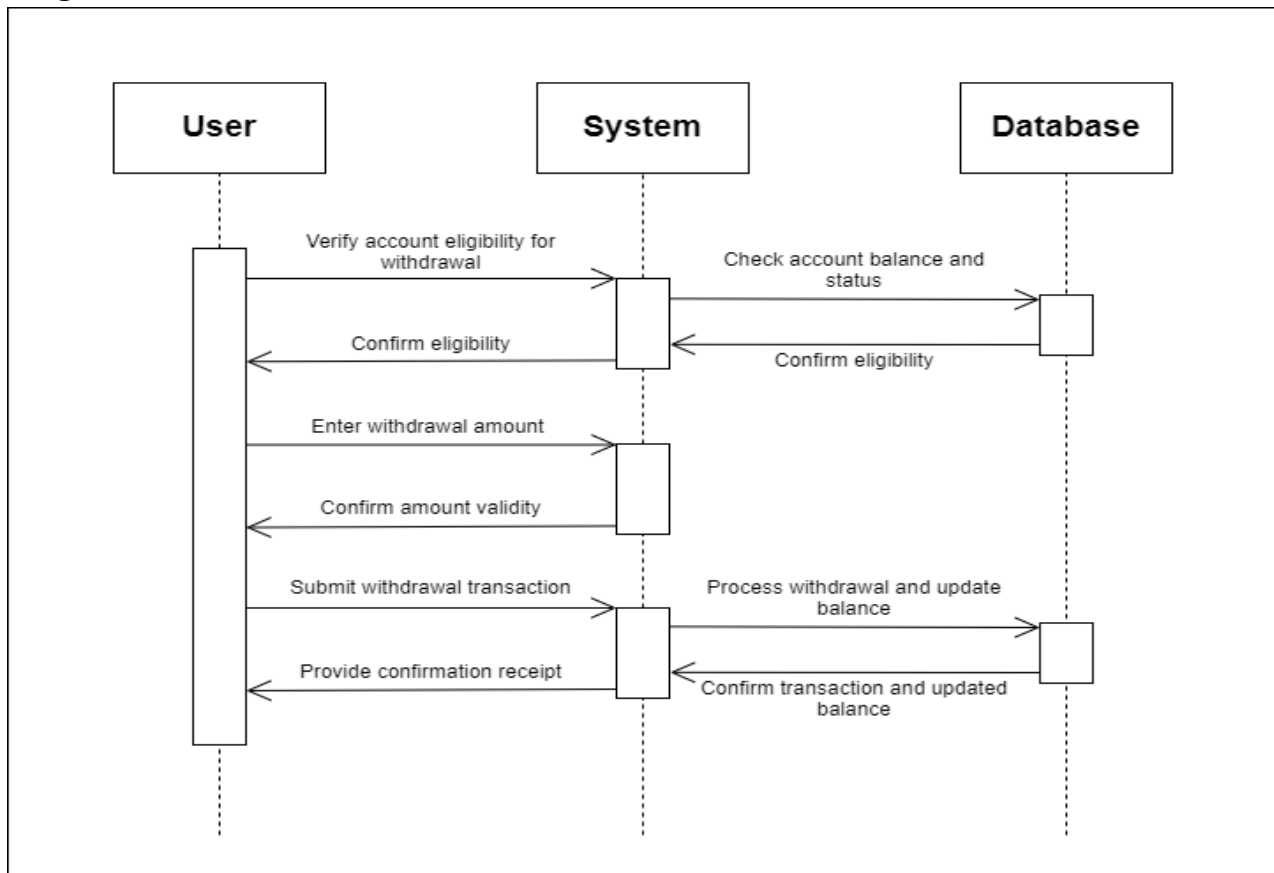 User
System
Database
Verify account eligibility for
withdrawal
Check account balance and
status
Confirm eligibility
Confirm eligibility
Enter withdrawal amount
Confirm amount validity
Submit withdrawal transaction
Process withdrawal and update
balance
Provide confirmation receipt
Confirm transaction and updated
balance